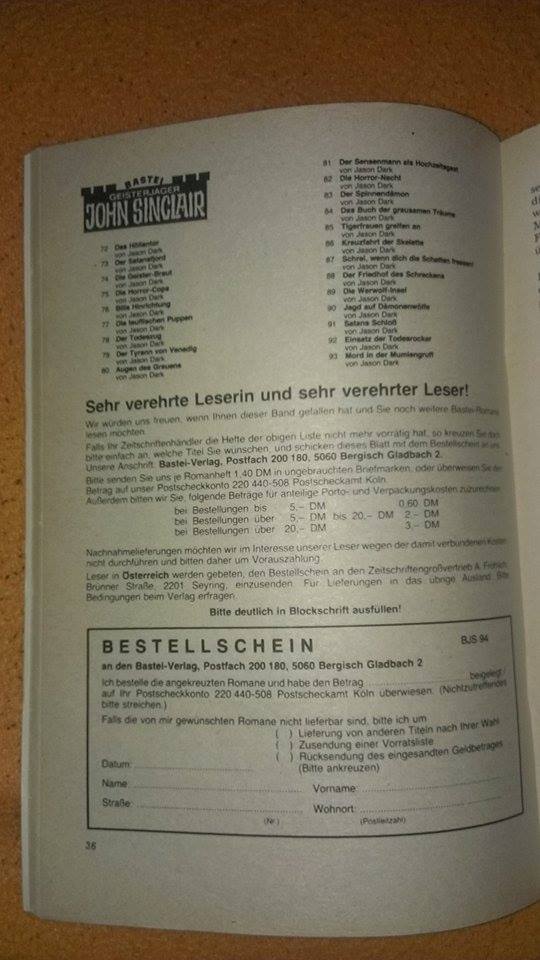 BASTEI
GEISTERJÄGER
JOHN SINCLAIR
72 Das Höllentor
von Jason Dark
73 Der Satansfjord
von Jason Dark
74 Die Geister-Braut
von Jason Dark
75 Die Horror-Cops
von Jason Dark
76 Bills Hinrichtung
von Jason Dark
77 Die teuflischen Puppen
von Jason Dark
78 Der Todeszug
von Jason Dark
79 Der Tyrann von Venedig
von Jason Dark
80 Augen des Grauens
von Jason Dark
81 Der Sensenmann als Hochzeitsgast
von Jason Dark
82 Die Horror-Nacht
von Jason Dark
83 Der Spinnendämon
von Jason Dark
84 Das Buch der grausamen Träume
von Jason Dark
85 Tigerfrauen greifen an
von Jason Dark
86 Kreuzfahrt der Skelette
von Jason Dark
87 Schrei, wenn dich die Schatten fressen!
von Jason Dark
88 Der Friedhof des Schreckens
von Jason Dark
89 Die Werwolf-Insel
von Jason Dark
90 Jagd auf Dämonenwölfe
von Jason Dark
91 Satans Schloß
von Jason Dark
92 Einsatz der Todesrocker
von Jason Dark
93 Mord in der Mumiengruft
von Jason Dark
Sehr verehrte Leserin und sehr verehrter Leser!
Wir würden uns freuen, wenn Ihnen dieser Band gefallen hat und Sie noch weitere Bastei-Romane
lesen möchten.
Falls Ihr Zeitschriftenhändler die Hefte der obigen Liste nicht mehr vorrätig hat, so kreuzen Sie doch
bitte einfach an, welche Titel Sie wünschen, und schicken dieses Blatt mit dem Bestellschein an uns.
Unsere Anschrift: Bastei-Verlag, Postfach 200 180, 5060 Bergisch Gladbach 2.
Bitte senden Sie uns je Romanheft 1,40 DM in ungebrauchten Briefmarken, oder überweisen Sie den
Betrag auf unser Postscheckkonto 220 440-508 Postscheckamt Köln.
Außerdem bitten wir Sie, folgende Beträge für anteilige Porto- und Verpackungskosten zuzurechnen:
bei Bestellungen bis 5,– DM 0,60 DM
bei Bestellungen über 5,– DM bis 20,– DM 2,– DM
bei Bestellungen über 20,– DM 3,– DM
Nachnahmelieferungen möchten wir im Interesse unserer Leser wegen der damit verbundenen Kosten
nicht durchführen und bitten daher um Vorauszahlung.
Leser in Österreich werden gebeten, den Bestellschein an den Zeitschriftengroßvertrieb A. Fröhlich,
Brünner Straße, 2201 Seyring, einzusenden. Für Lieferungen in das übrige Ausland Bitte
Bedingungen beim Verlag erfragen.
Bitte deutlich in Blockschrift ausfüllen!
BESTELLSCHEIN BJS 94
an den Bastei-Verlag, Postfach 200 180, 5060 Bergisch Gladbach 2
Ich bestelle die angekreuzten Romane und habe den Betrag beigelegt /
auf Ihr Postscheckkonto 220 440-508 Postscheckamt Köln überwiesen. (Nichtzutreffendes
bitte streichen.)
Falls die von mir gewünschten Romane nicht lieferbar sind, bitte ich um
( ) Lieferung von anderen Titeln nach Ihrer Wahl
( ) Zusendung einer Vorratsliste
( ) Rücksendung des eingesandten Geldbetrages
Datum: (Bitte ankreuzen)
Name: Vorname:
Straße: Wohnort:
(Nr.) (Postleitzahl)
36